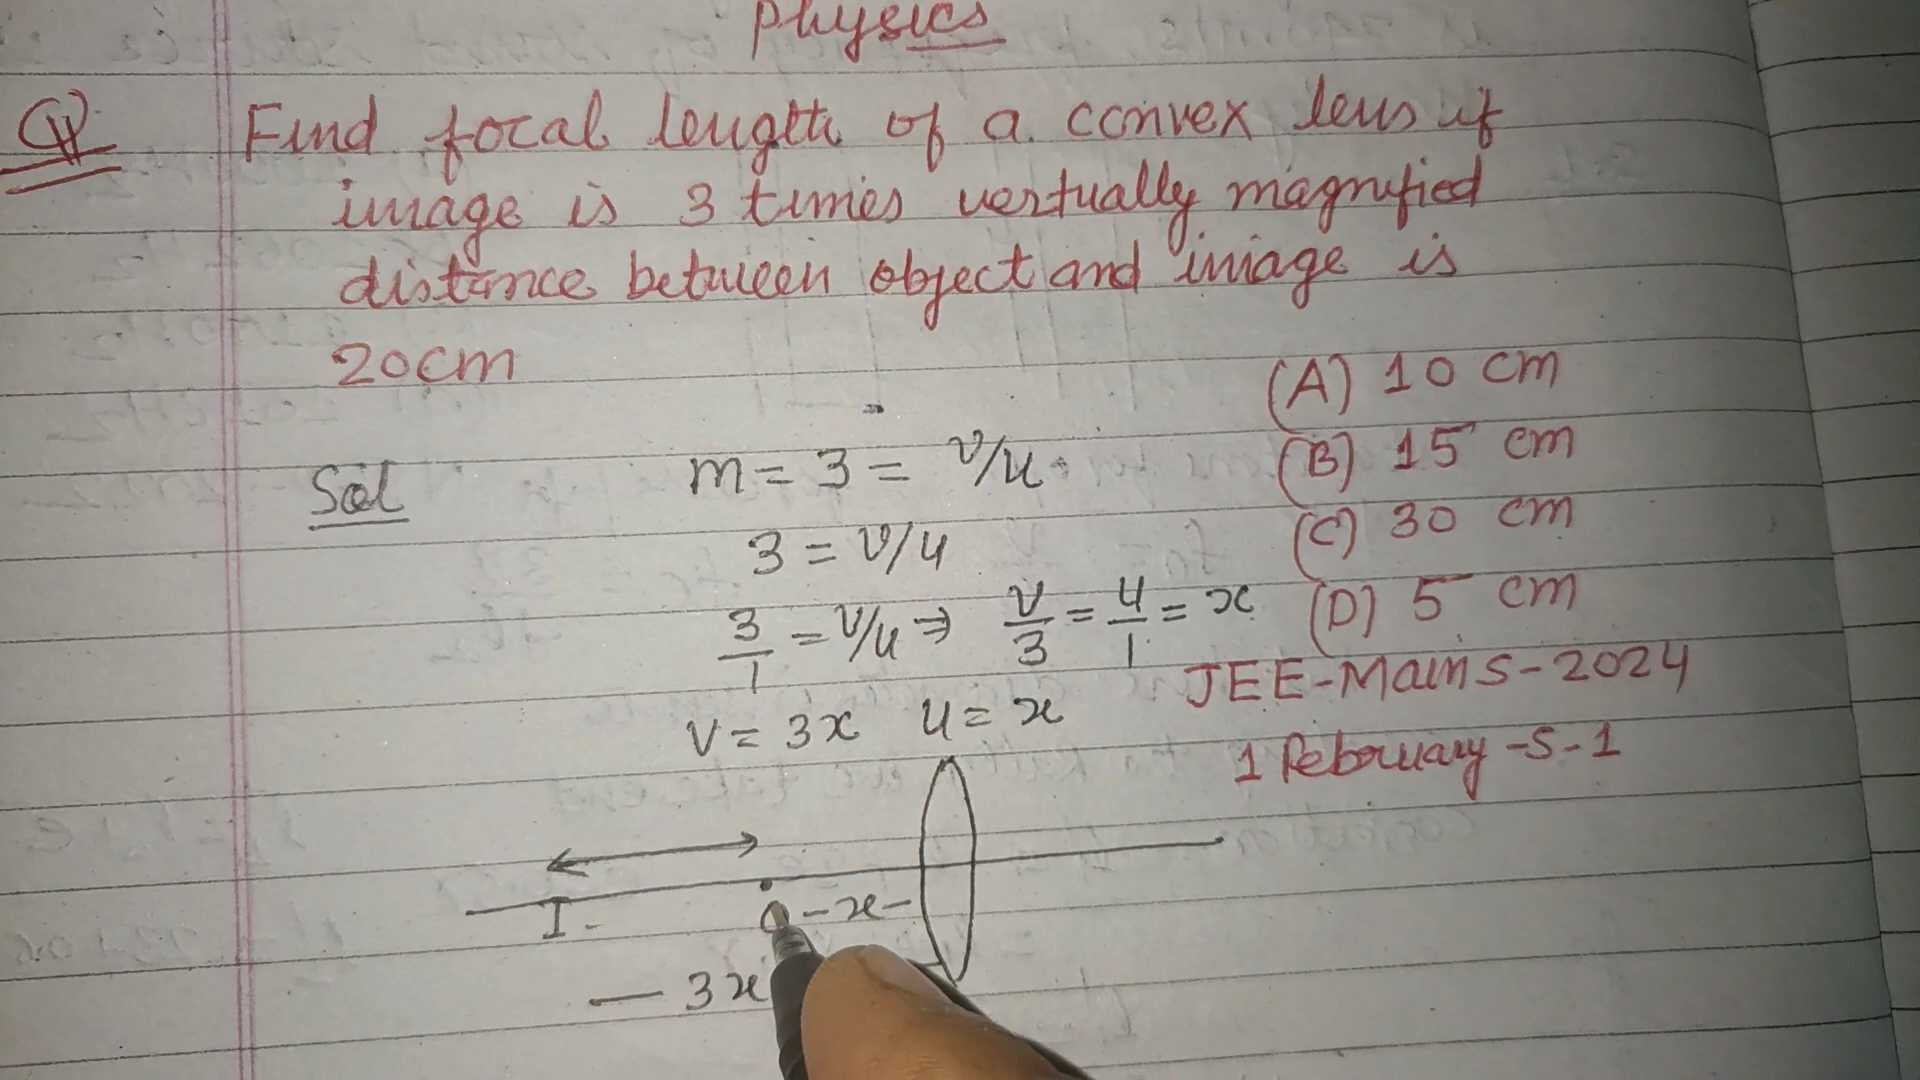 Physics
Q Find focal length of a convex lens if
image is 3 times vertually magnified
distance between object and image is
20cm
(A) 10 cm
(B) 15 cm
(C) 30 cm
(D) 5 cm
JEE-Mains-2024
1 Febrruary-S-1
Sol m = 3 = v/u
3 = v/u
3/1 = v/u ⇒ v/3 = u/1 = x
v = 3x u = x
I - O - x -
— 3x